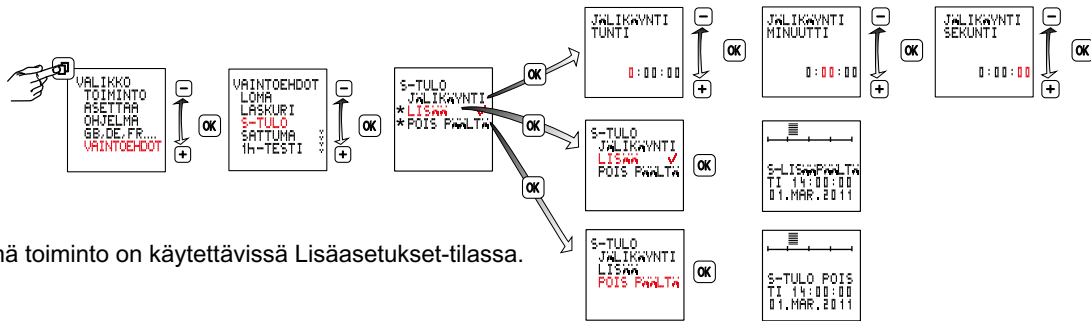 VALIKKO
TOIMINTO
ASETTAA
OHJELMA
GB,DE,FR....
VAINTOEHDOT
−
OK
+
VAINTOEHDOT
LOMA
LASKURI
S-TULO
SATTUMA
1h-TESTI
−
OK
+
S-TULO
JÄLIKÄYNTI
* LISÄÄ ✓
* POIS PÄÄLTÄ
OK
OK
OK
JÄLIKÄYNTI
TUNTI
0:00:00
−
OK
+
JÄLIKÄYNTI
MINUUTTI
0:00:00
−
OK
+
JÄLIKÄYNTI
SEKUNTI
0:00:00
−
OK
+
S-TULO
JÄLIKÄYNTI
LISÄÄ ✓
POIS PÄÄLTÄ
OK
S-LISÄÄPÄÄLTÄ
TI 14:00:00
01.MAR.2011
S-TULO
JÄLIKÄYNTI
LISÄÄ
POIS PÄÄLTÄ
OK
S-TULO POIS
TI 14:00:00
01.MAR.2011
nä toiminto on käytettävissä Lisäasetukset-tilassa.